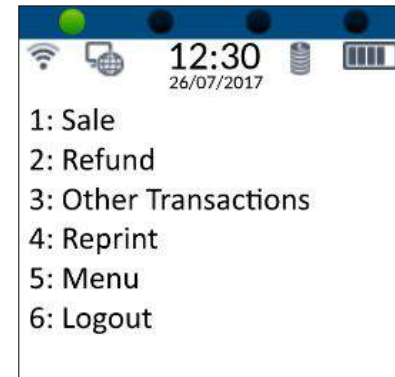 12:30
26/07/2017
1: Sale
2: Refund
3: Other Transactions
4: Reprint
5: Menu
6: Logout